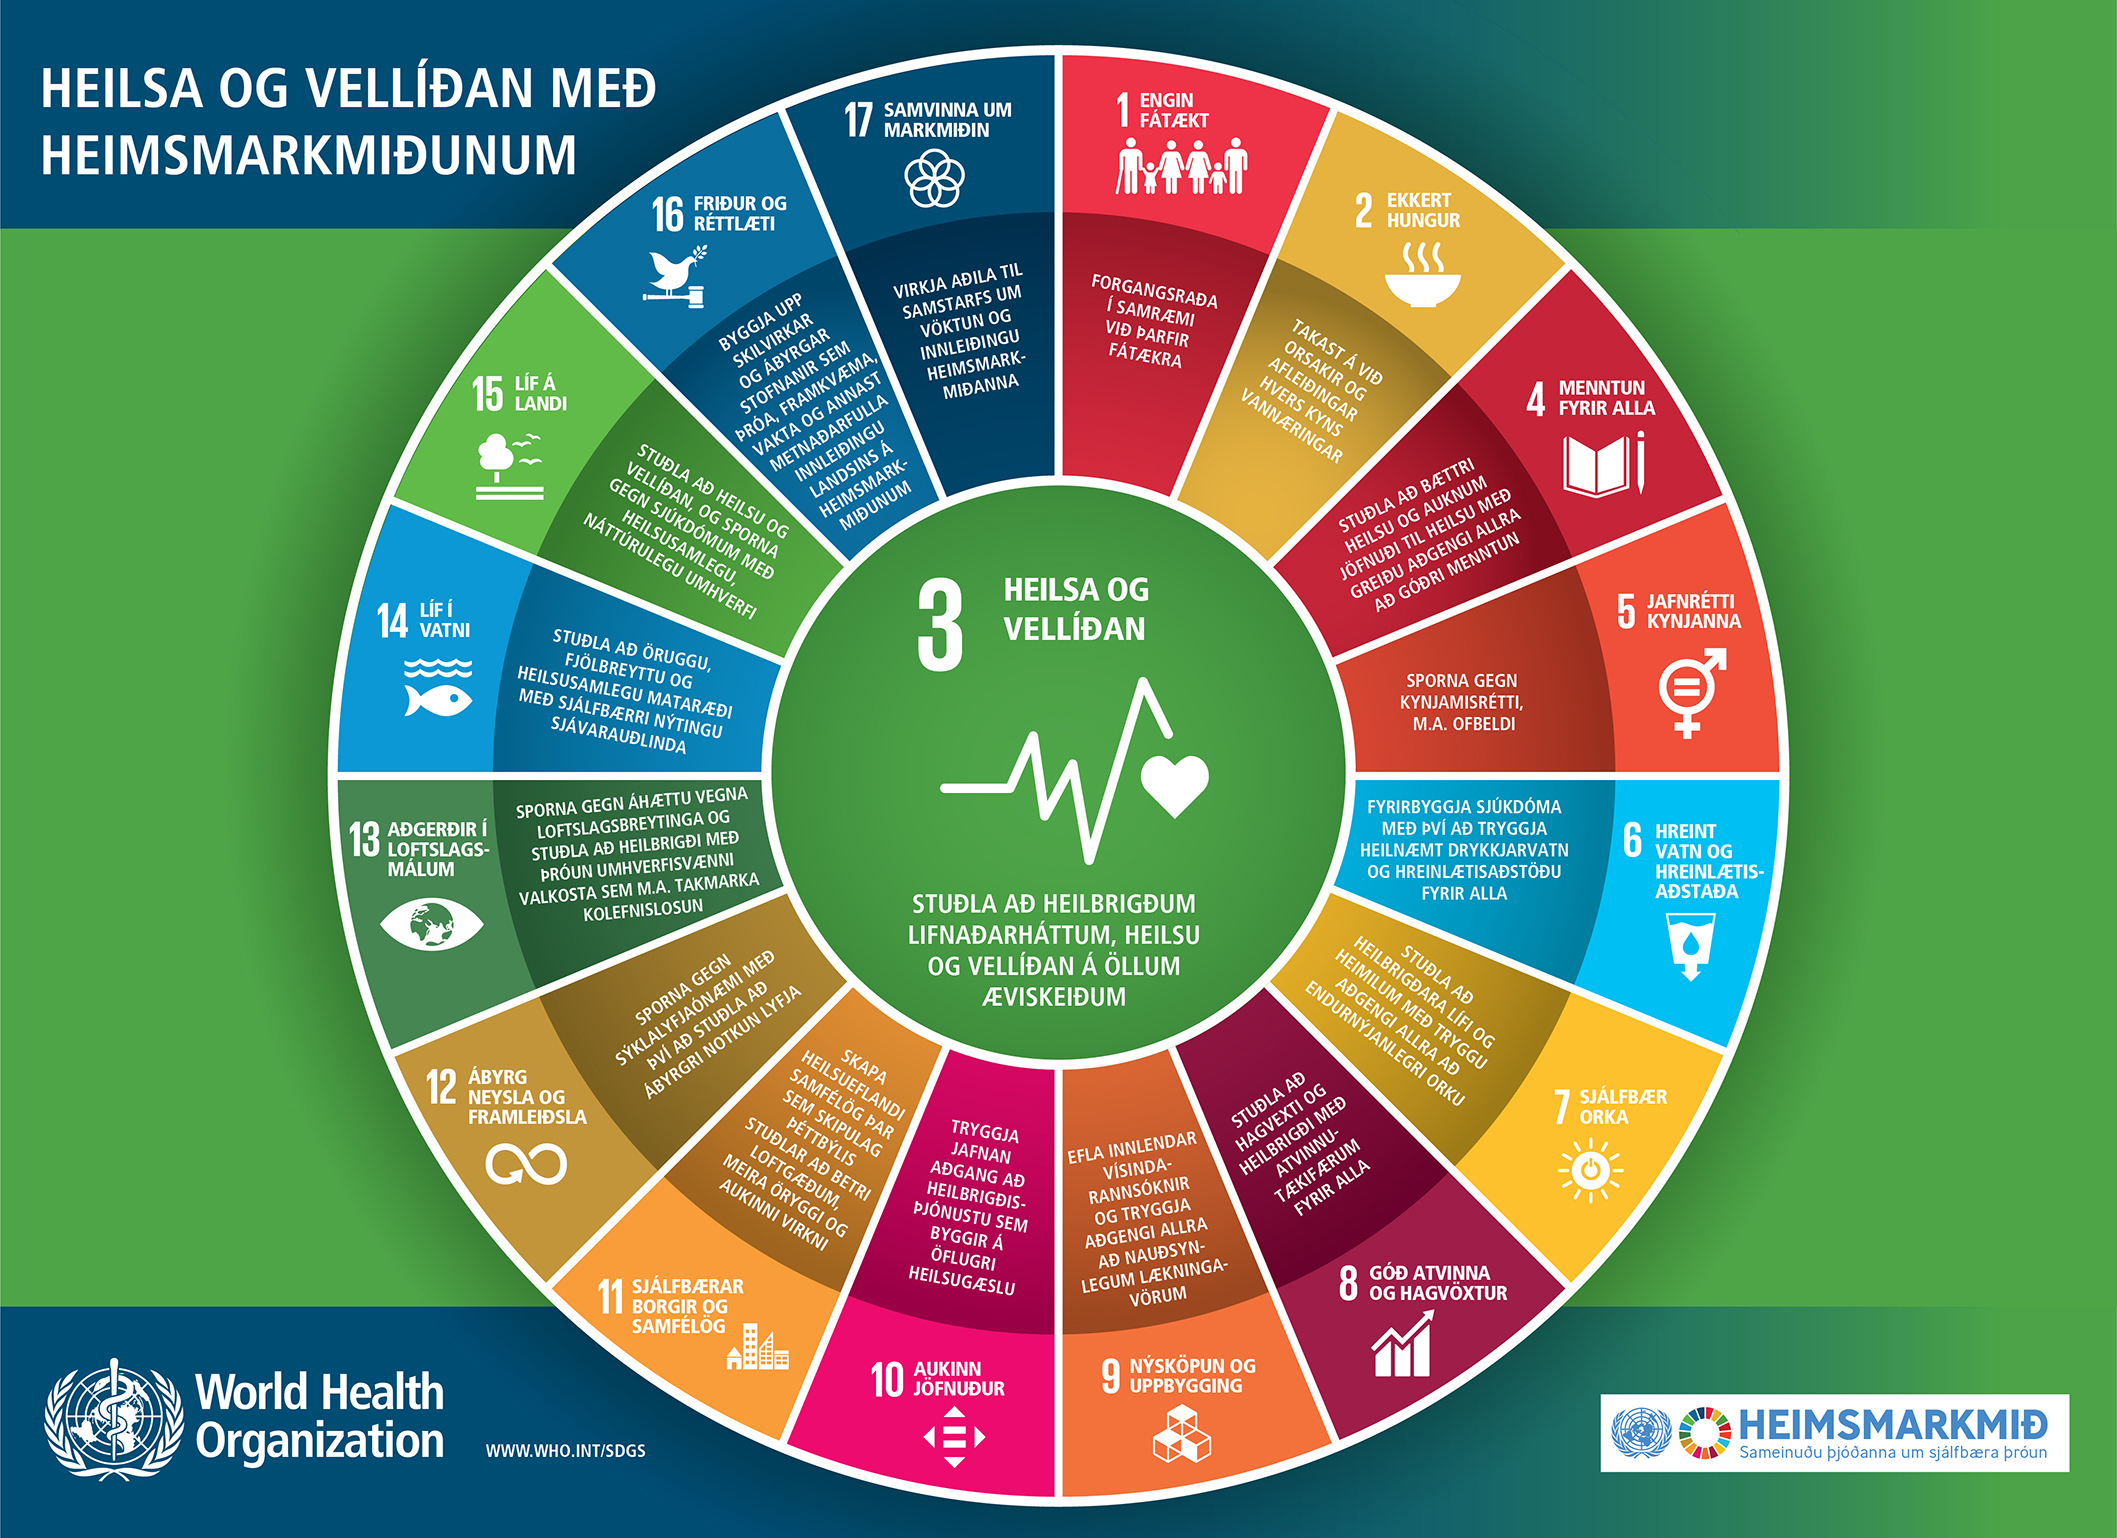 HEILSA OG VELLÍÐAN MEÐ
HEIMSMARKMIÐUNUM
1 ENGIN
FÁTÆKT
FORGANGSRAÐA
Í SAMRÆMI
VIÐ ÞARFIR
FÁTÆKRA
2 EKKERT
HUNGUR
TAKAST Á VIÐ
ORSAKIR OG
AFLEIÐINGAR
HVERS KYNS
VANNÆRINGAR
3 HEILSA OG
VELLÍÐAN
STUÐLA AÐ HEILBRIGÐUM
LIFNAÐARHÁTTUM, HEILSU
OG VELLÍÐAN Á ÖLLUM
ÆVISKEIÐUM
4 MENNTUN
FYRIR ALLA
STUÐLA AÐ BÆTTRI
HEILSU OG AUKNUM
JÖFNUÐI TIL HEILSU MEÐ
GREIÐU AÐGENGI ALLRA
AÐ GÓÐRI MENNTUN
5 JAFNRÉTTI
KYNJANNA
SPORNA GEGN
KYNJAMISRÉTTI,
M.A. OFBELDI
6 HREINT
VATN OG
HREINLÆTIS-
AÐSTAÐA
FYRIRBYGGJA SJÚKDÓMA
MEÐ ÞVÍ AÐ TRYGGJA
HEILNÆMT DRYKKJARVATN
OG HREINLÆTISAÐSTÖÐU
FYRIR ALLA
7 SJÁLFBÆR
ORKA
STUÐLA AÐ
HEILBRIGÐARA LÍFI OG
HEIMILUM MEÐ TRYGGU
AÐGENGI ALLRA AÐ
ENDURNÝJANLEGRI ORKU
8 GÓÐ ATVINNA
OG HAGVÖXTUR
STUÐLA AÐ
HAGVEXTI OG
HEILBRIGÐI MEÐ
ATVINNU-
TÆKIFÆRUM
FYRIR ALLA
9 NÝSKÖPUN OG
UPPBYGGING
EFLA INNLENDAR
VÍSINDA-
RANNSÓKNIR
OG TRYGGJA
AÐGENGI ALLRA
AÐ NAUÐSYN-
LEGUM LÆKNINGA-
VÖRUM
10 AUKINN
JÖFNUÐUR
TRYGGJA
JAFNAN
AÐGANG AÐ
HEILBRIGÐIS-
ÞJÓNUSTU SEM
BYGGIR Á
ÖFLUGRI
HEILSUGÆSLU
11 SJÁLFBÆRAR
BORGIR OG
SAMFÉLÖG
SKAPA
HEILSUEFLANDI
SAMFÉLÖG ÞAR
SEM SKIPULAG
ÞÉTTBÝLIS
STUÐLAR AÐ BETRI
LOFTGÆÐUM,
MEIRA ÖRYGGI OG
AUKINNI VIRKNI
12 ÁBYRG
NEYSLA OG
FRAMLEIÐSLA
SPORNA GEGN
SÝKLALYFJAÓNÆMI MEÐ
ÞVÍ AÐ STUÐLA AÐ
ÁBYRGRI NOTKUN LYFJA
13 AÐGERÐIR Í
LOFTSLAGS-
MÁLUM
SPORNA GEGN ÁHÆTTU VEGNA
LOFTSLAGSBREYTINGA OG
STUÐLA AÐ HEILBRIGÐI MEÐ
ÞRÓUN UMHVERFISVÆNNI
VALKOSTA SEM M.A. TAKMARKA
KOLEFNISLOSUN
14 LÍF Í
VATNI
STUÐLA AÐ ÖRUGGU,
FJÖLBREYTTU OG
HEILSUSAMLEGU MATARÆÐI
MEÐ SJÁLFBÆRRI NÝTINGU
SJÁVARAUÐLINDA
15 LÍF Á
LANDI
STUÐLA AÐ HEILSU OG
VELLÍÐAN, OG SPORNA
GEGN SJÚKDÓMUM MEÐ
HEILSUSAMLEGU,
NÁTTÚRULEGU UMHVERFI
16 FRIÐUR OG
RÉTTLÆTI
BYGGJA UPP
SKILVIRKAR
OG ÁBYRGAR
STOFNANIR SEM
ÞRÓA, FRAMKVÆMA,
VAKTA OG ANNAST
METNAÐARFULLA
INNLEIÐINGU
LANDSINS Á
HEIMSMARK-
MIÐUNUM
17 SAMVINNA UM
MARKMIÐIN
VIRKJA AÐILA TIL
SAMSTARFS UM
VÖKTUN OG
INNLEIÐINGU
HEIMSMARK-
MIÐANNA
World Health
Organization
WWW.WHO.INT/SDGS
HEIMSMARKMIÐ
Sameinuðu þjóðanna um sjálfbæra þróun